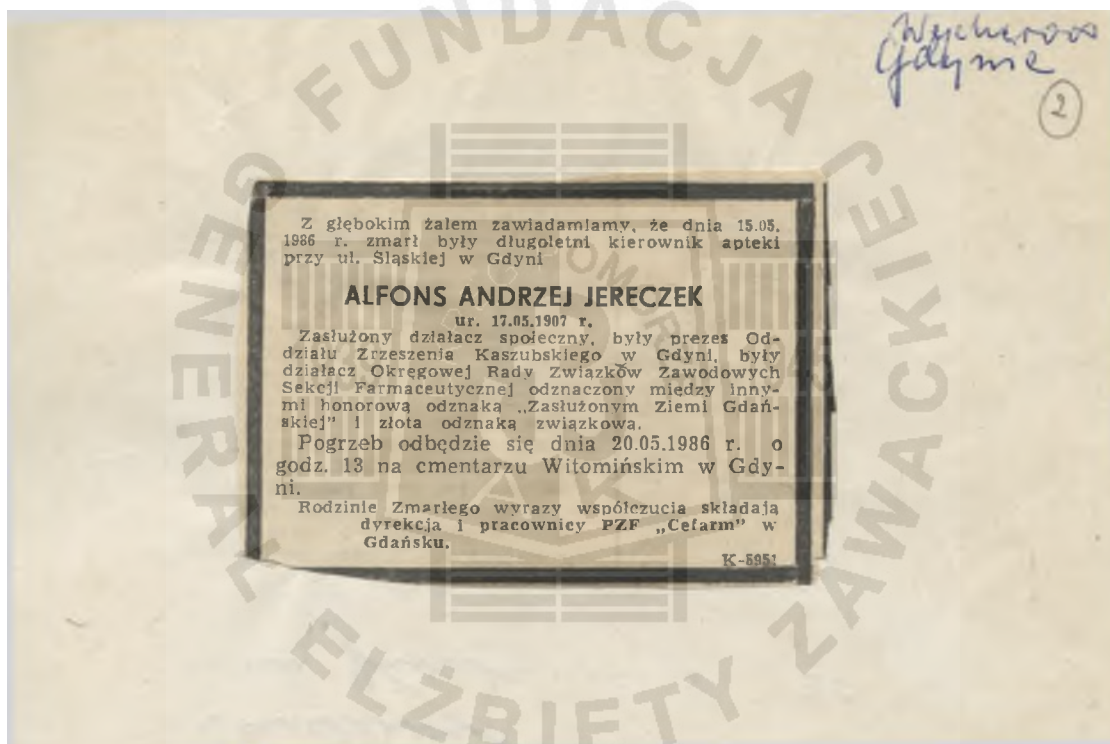 Wejherowo
Gdynia
2
Z głębokim żalem zawiadamiamy, że dnia 15.05.
1986 r. zmarł były długoletni kierownik apteki
przy ul. Śląskiej w Gdyni
ALFONS ANDRZEJ JERECZEK
ur. 17.05.1907 r.
Zasłużony działacz społeczny, były prezes Od-
działu Zrzeszenia Kaszubskiego w Gdyni, były
działacz Okręgowej Rady Związków Zawodowych
Sekcji Farmaceutycznej odznaczony między inny-
mi honorową odznaką „Zasłużonym Ziemi Gdań-
skiej" i złota odznaką związkowa.
Pogrzeb odbędzie się dnia 20.05.1986 r. o
godz. 13 na cmentarzu Witomińskim w Gdy-
ni.
Rodzinie Zmarłego wyrazy współczucia składają
dyrekcja i pracownicy PZF „Cefarm" w
Gdańsku.
K-5951
FUNDACJA
GENERAŁ ELŻBIETY ZAWACKIEJ
POMORZE
945
AK